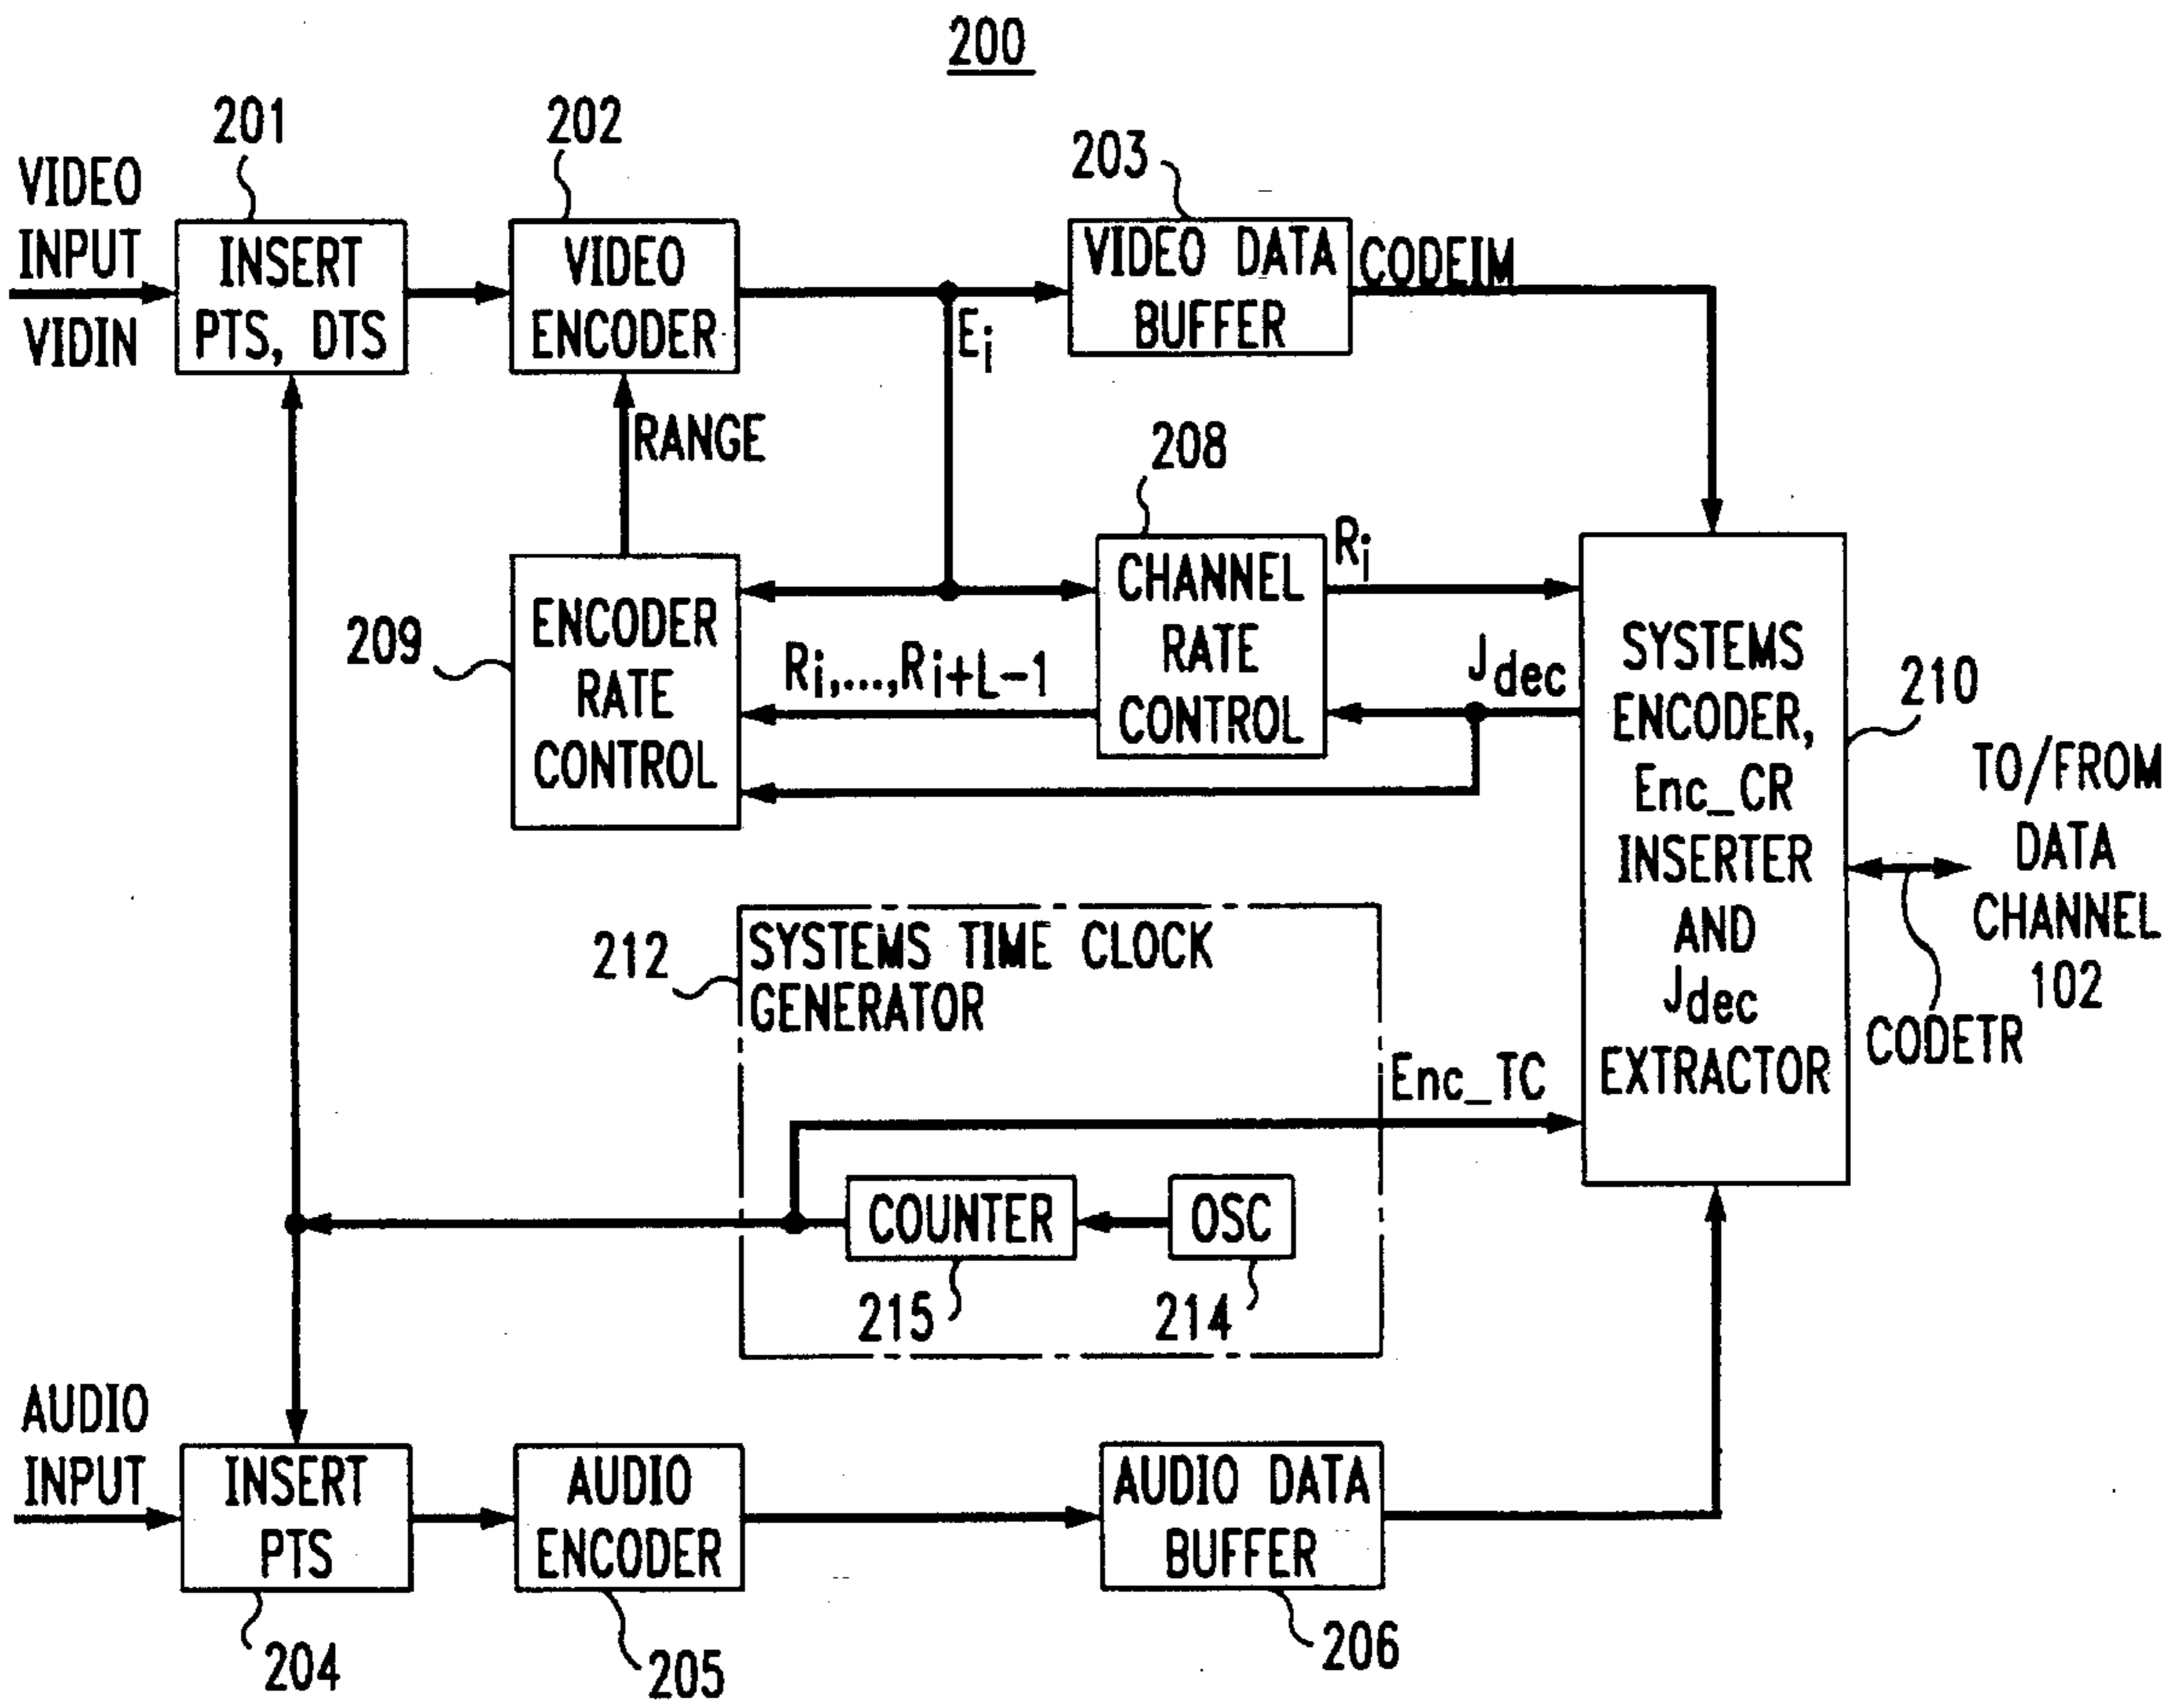 200
201
202
203
VIDEO
INPUT
VIDIN
INSERT
PTS, DTS
VIDEO
ENCODER
VIDEO DATA
BUFFER
CODEIM
Ei
RANGE
208
209
ENCODER
RATE
CONTROL
CHANNEL
RATE
CONTROL
Ri
Ri,...,Ri+L-1
Jdec
SYSTEMS
ENCODER,
Enc_CR
INSERTER
AND
Jdec
EXTRACTOR
210
TO/FROM
DATA
CHANNEL
102
CODETR
212
SYSTEMS TIME CLOCK
GENERATOR
Enc_TC
COUNTER
OSC
215
214
AUDIO
INPUT
INSERT
PTS
AUDIO
ENCODER
AUDIO DATA
BUFFER
204
205
206